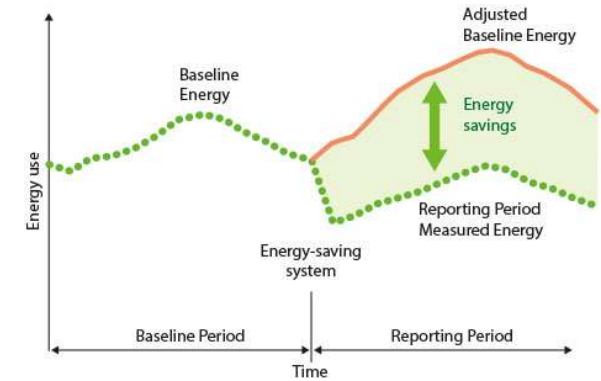 Adjusted
Baseline Energy
Baseline
Energy
Energy
savings
Energy use
Reporting Period
Measured Energy
Energy-saving
system
Baseline Period
Reporting Period
Time